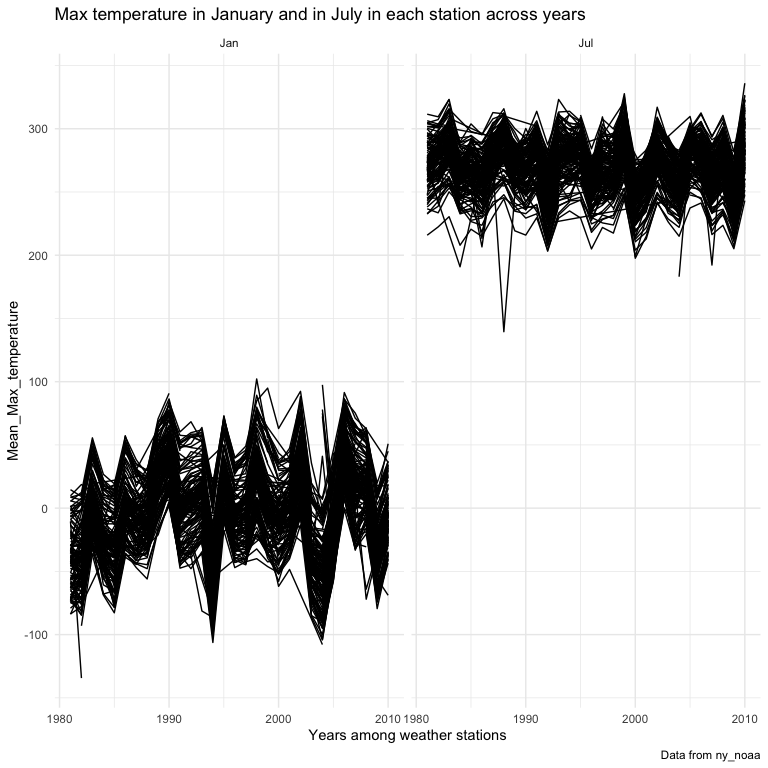 Max temperature in January and in July in each station across years
Jan
Jul
300
200
100
0
-100
Mean_Max_temperature
1980 1990 2000 2010
1980 1990 2000 2010
Years among weather stations
Data from ny_noaa